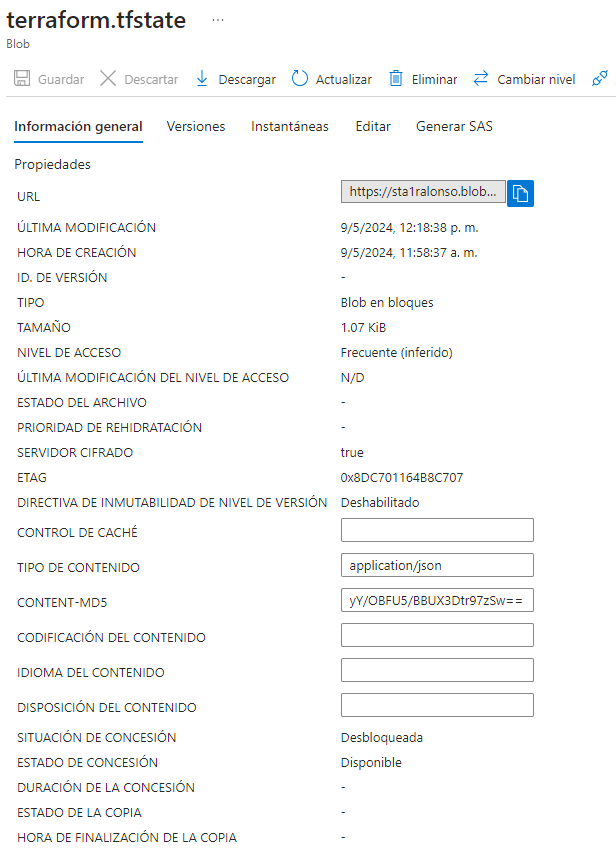 terraform.tfstate ...
Blob
Guardar Descartar Descargar Actualizar Eliminar Cambiar nivel
Información general Versiones Instantáneas Editar Generar SAS
Propiedades
URL https://sta1ralonso.blob...
ÚLTIMA MODIFICACIÓN 9/5/2024, 12:18:38 p. m.
HORA DE CREACIÓN 9/5/2024, 11:58:37 a. m.
ID. DE VERSIÓN -
TIPO Blob en bloques
TAMAÑO 1.07 KiB
NIVEL DE ACCESO Frecuente (inferido)
ÚLTIMA MODIFICACIÓN DEL NIVEL DE ACCESO N/D
ESTADO DEL ARCHIVO -
PRIORIDAD DE REHIDRATACIÓN -
SERVIDOR CIFRADO true
ETAG 0x8DC701164B8C707
DIRECTIVA DE INMUTABILIDAD DE NIVEL DE VERSIÓN Deshabilitado
CONTROL DE CACHÉ
TIPO DE CONTENIDO application/json
CONTENT-MD5 yY/OBFU5/BBUX3Dtr97zSw==
CODIFICACIÓN DEL CONTENIDO
IDIOMA DEL CONTENIDO
DISPOSICIÓN DEL CONTENIDO
SITUACIÓN DE CONCESIÓN Desbloqueada
ESTADO DE CONCESIÓN Disponible
DURACIÓN DE LA CONCESIÓN -
ESTADO DE LA COPIA -
HORA DE FINALIZACIÓN DE LA COPIA -